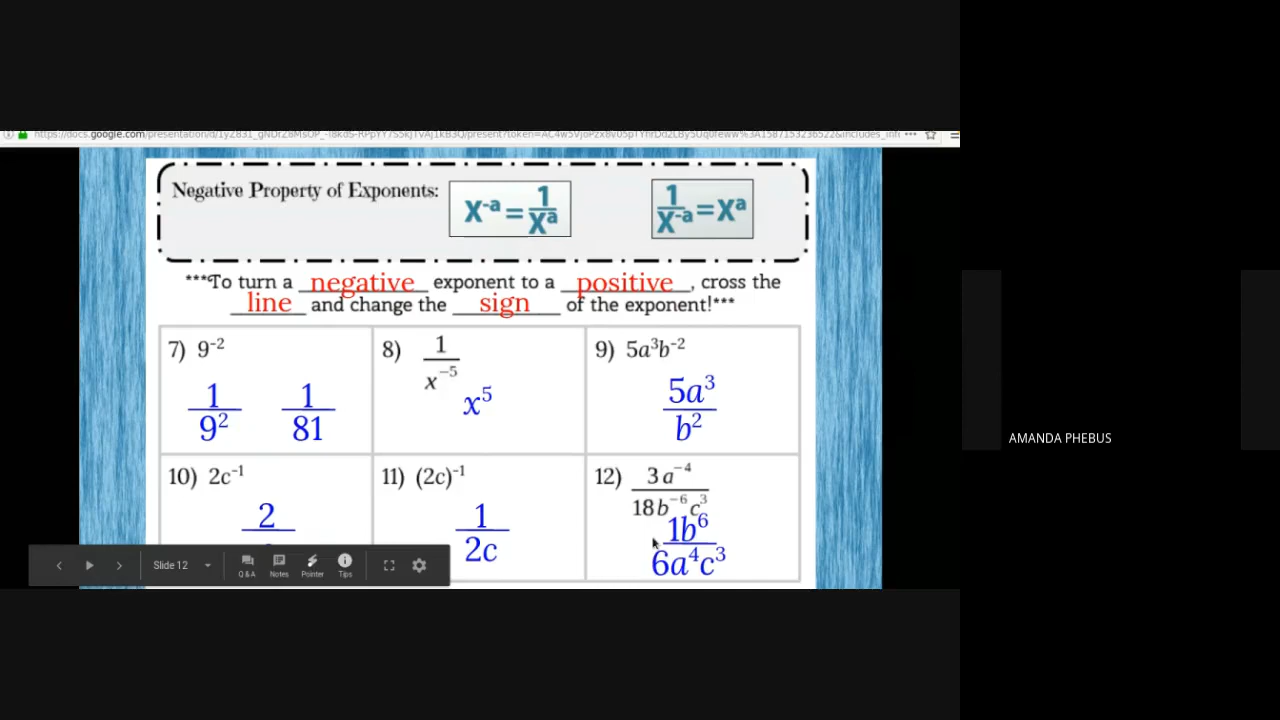 Negative Property of Exponents: X^-a = 1/X^a 1/X^-a = X^a
***To turn a negative exponent to a positive, cross the
line and change the sign of the exponent!***
7) 9^-2
1/9^2 1/81
8) 1/x^-5
x^5
9) 5a^3b^-2
5a^3/b^2
10) 2c^-1
2
11) (2c)^-1
1/2c
12) 3a^-4/18b^-6c^3
1b^6/6a^4c^3
Slide 12
Q&A Notes Pointer Tips
AMANDA PHEBUS